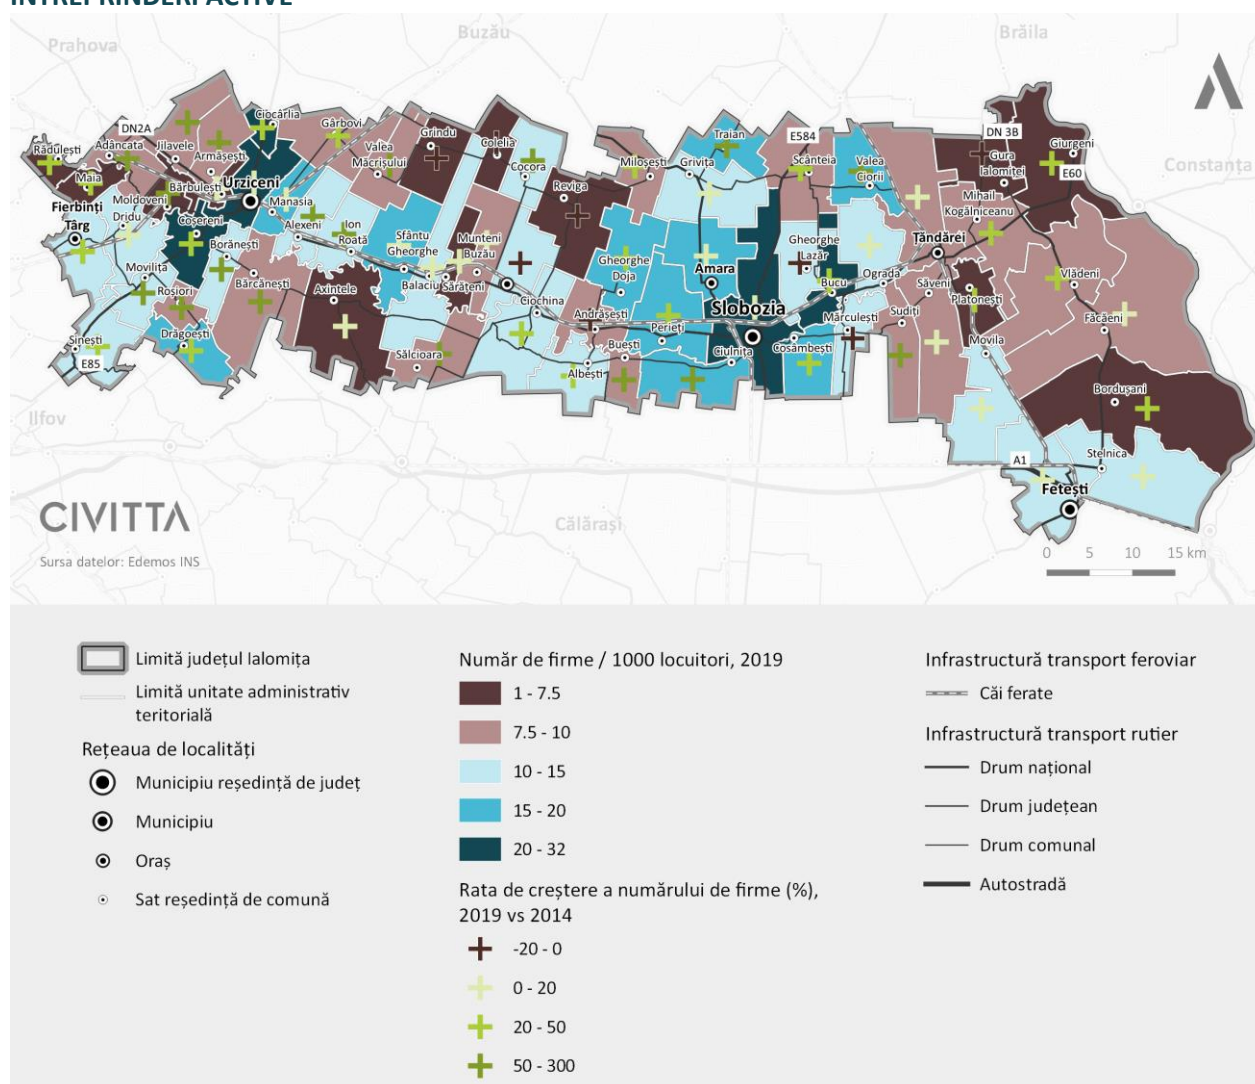 ÎNTREPRINDERI ACTIVE
Prahova
Buzău
Brăila
Constanța
Ilfov
Călărași
DN2A
E584
DN 3B
E60
E85
A1
Rădulești
Adâncata
Jilavele
Armășești
Maia
Bărbulești
Moldoveni
Fierbinți
Târg
Dridu
Ciocârlia
Gârbovi
Urziceni
Manasia
Coșereni
Borănești
Alexeni
Ion
Roată
Movilița
Roșiori
Bărcănești
Axintele
Sinești
Drăgoești
Valea
Măcrișului
Grindu
Colelia
Cocora
Reviga
Sfântu
Gheorghe
Munteni
Buzău
Balaciu
Sărățeni
Sălcioara
Ciochina
Andrășești
Albești
Buești
Perieți
Miloșești
Grivița
Traian
Gheorghe
Doja
Amara
Slobozia
Ciulnița
Cosâmbești
Scânteia
Valea
Ciorii
Gheorghe
Lazăr
Bucu
Ograda
Mărculești
Sudiți
Săveni
Țăndărei
Mihail
Kogălniceanu
Gura
Ialomiței
Giurgeni
Vlădeni
Platonești
Movila
Făcăeni
Bordușani
Stelnica
Fetești
CIVITTA
Sursa datelor: Edemos INS
0 5 10 15 km
Limită județul Ialomița
Limită unitate administrativ
teritorială
Rețeaua de localități
Municipiu reședință de județ
Municipiu
Oraș
Sat reședință de comună
Număr de firme / 1000 locuitori, 2019
1 - 7.5
7.5 - 10
10 - 15
15 - 20
20 - 32
Rata de creștere a numărului de firme (%),
2019 vs 2014
-20 - 0
0 - 20
20 - 50
50 - 300
Infrastructură transport feroviar
Căi ferate
Infrastructură transport rutier
Drum național
Drum județean
Drum comunal
Autostradă